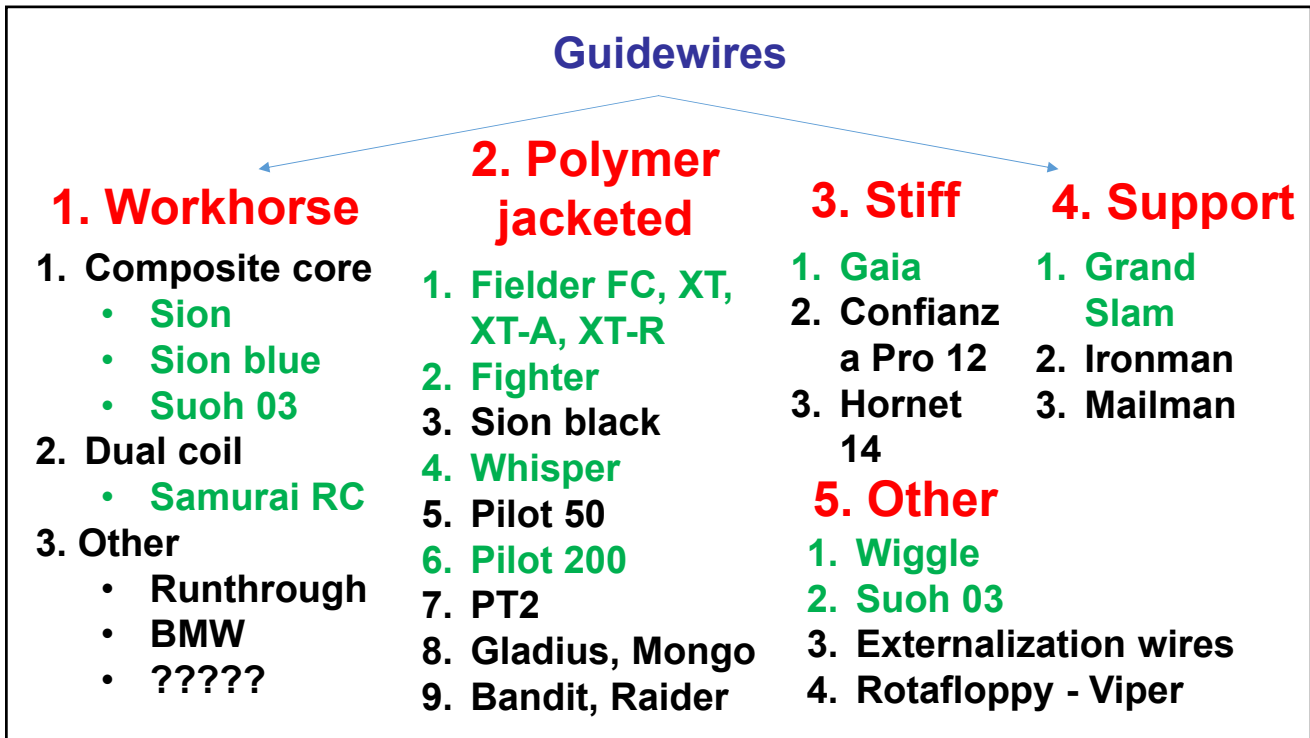 Guidewires
1. Workhorse
1. Composite core
• Sion
• Sion blue
• Suoh 03
2. Dual coil
• Samurai RC
3. Other
• Runthrough
• BMW
• ?????
2. Polymer
jacketed
1. Fielder FC, XT,
XT-A, XT-R
2. Fighter
3. Sion black
4. Whisper
5. Pilot 50
6. Pilot 200
7. PT2
8. Gladius, Mongo
9. Bandit, Raider
3. Stiff
1. Gaia
2. Confianz
a Pro 12
3. Hornet
14
4. Support
1. Grand
Slam
2. Ironman
3. Mailman
5. Other
1. Wiggle
2. Suoh 03
3. Externalization wires
4. Rotafloppy - Viper